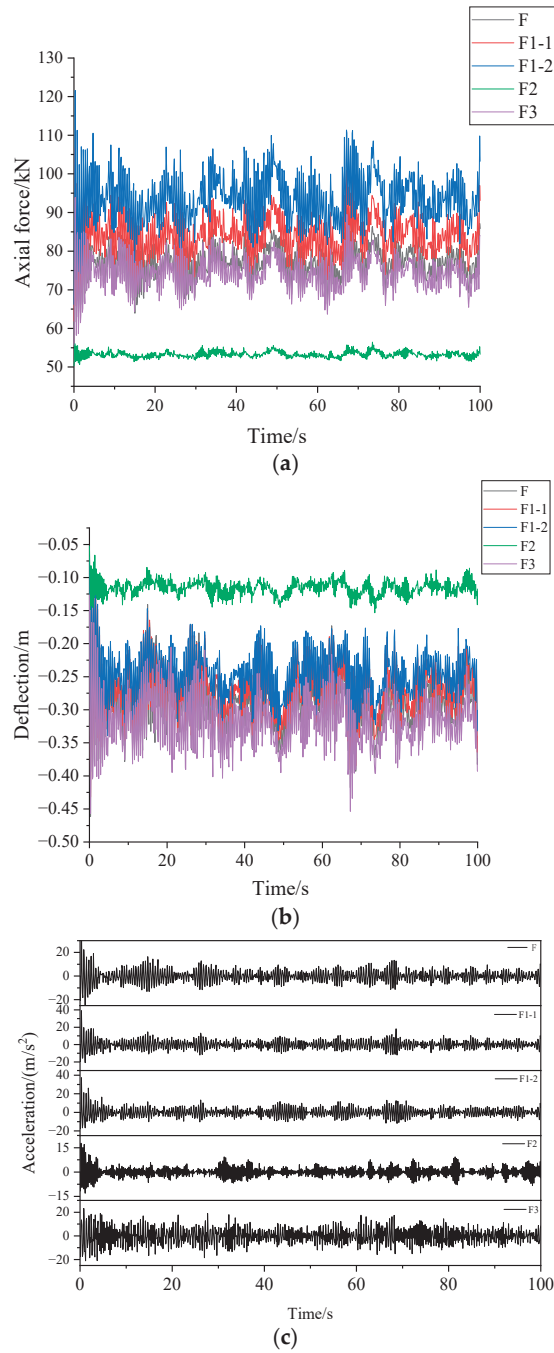 F
F1-1
F1-2
F2
F3
130
120
110
100
90
80
70
60
50
Axial force/kN
0 20 40 60 80 100
Time/s
(a)
F
F1-1
F1-2
F2
F3
−0.05
−0.10
−0.15
−0.20
−0.25
−0.30
−0.35
−0.40
−0.45
−0.50
Deflection/m
0 20 40 60 80 100
Time/s
(b)
Acceleration/(m/s²)
20
0
−20
F
40
20
0
−20
F1-1
40
20
0
−20
F1-2
15
0
−15
F2
20
0
−20
F3
0 20 40 60 80 100
Time/s
(c)